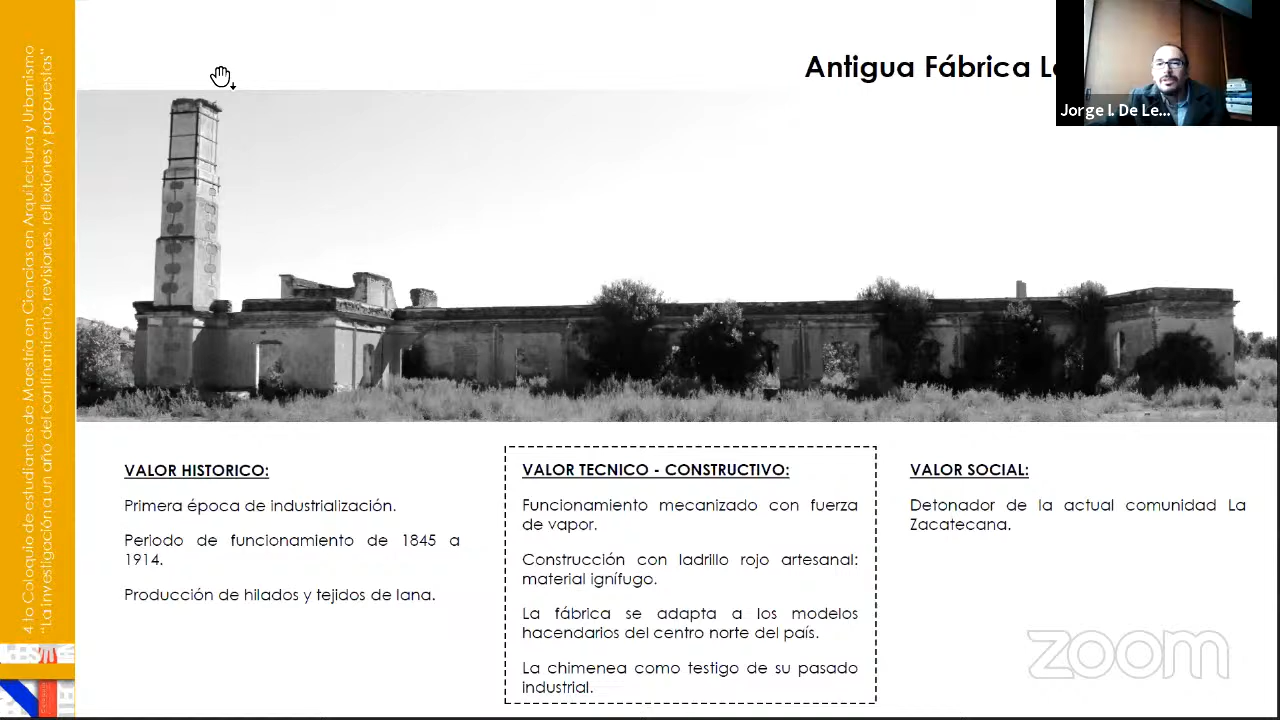 4 to Coloquio de estudiantes de Maestría en Ciencias en Arquitectura y Urbanismo
"La investigación a un año del confinamiento, revisiones, reflexiones y propuestas"
Antigua Fábrica
Jorge I. De Le...
VALOR HISTORICO:
Primera época de industrialización.
Periodo de funcionamiento de 1845 a
1914.
Producción de hilados y tejidos de lana.
VALOR TECNICO - CONSTRUCTIVO:
Funcionamiento mecanizado con fuerza
de vapor.
Construcción con ladrillo rojo artesanal:
material ignífugo.
La fábrica se adapta a los modelos
hacendarios del centro norte del país.
La chimenea como testigo de su pasado
industrial.
VALOR SOCIAL:
Detonador de la actual comunidad La
Zacatecana.
zoom